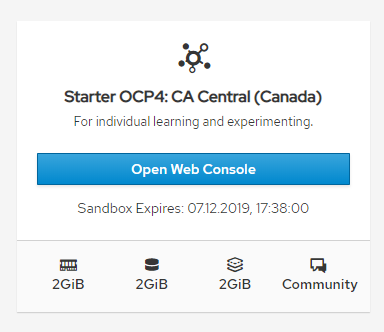 Starter OCP4: CA Central (Canada)
For individual learning and experimenting.
Open Web Console
Sandbox Expires: 07.12.2019, 17:38:00
2GiB 2GiB 2GiB Community